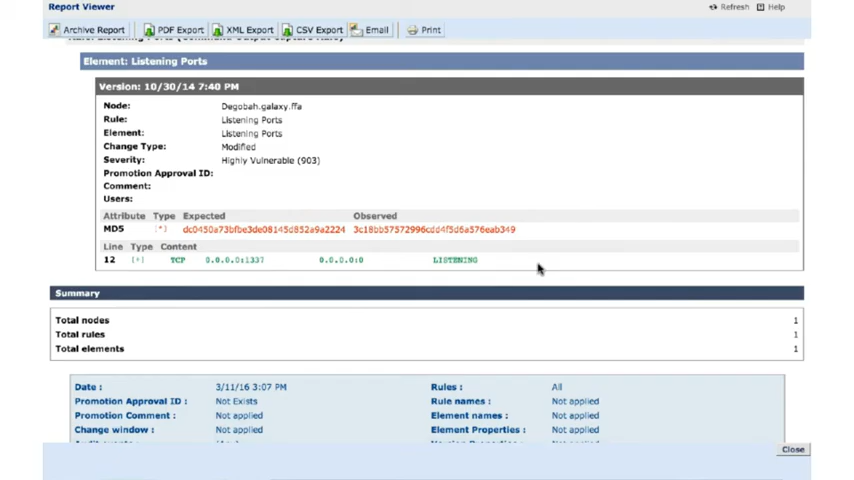 Report Viewer
Refresh Help
Archive Report PDF Export XML Export CSV Export Email Print
Element: Listening Ports
Version: 10/30/14 7:40 PM
Node: Degobah.galaxy.ffa
Rule: Listening Ports
Element: Listening Ports
Change Type: Modified
Severity: Highly Vulnerable (903)
Promotion Approval ID:
Comment:
Users:
Attribute Type Expected Observed
MD5 [*] dc0450a73bfbe3de08145d852a9a2224 3c18bb57572996cdd4f5d6a576eab349
Line Type Content
12 [+] TCP 0.0.0.0:1337 0.0.0.0:0 LISTENING
Summary
Total nodes 1
Total rules 1
Total elements 1
Date : 3/11/16 3:07 PM Rules : All
Promotion Approval ID : Not Exists Rule names : Not applied
Promotion Comment : Not applied Element names : Not applied
Change window : Not applied Element Properties : Not applied
Close